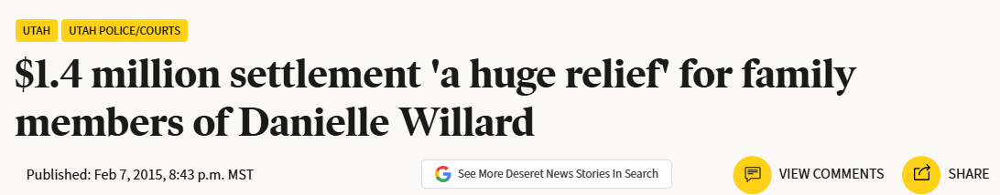 UTAH UTAH POLICE/COURTS
$1.4 million settlement 'a huge relief' for family
members of Danielle Willard
Published: Feb 7, 2015, 8:43 p.m. MST See More Deseret News Stories In Search VIEW COMMENTS SHARE